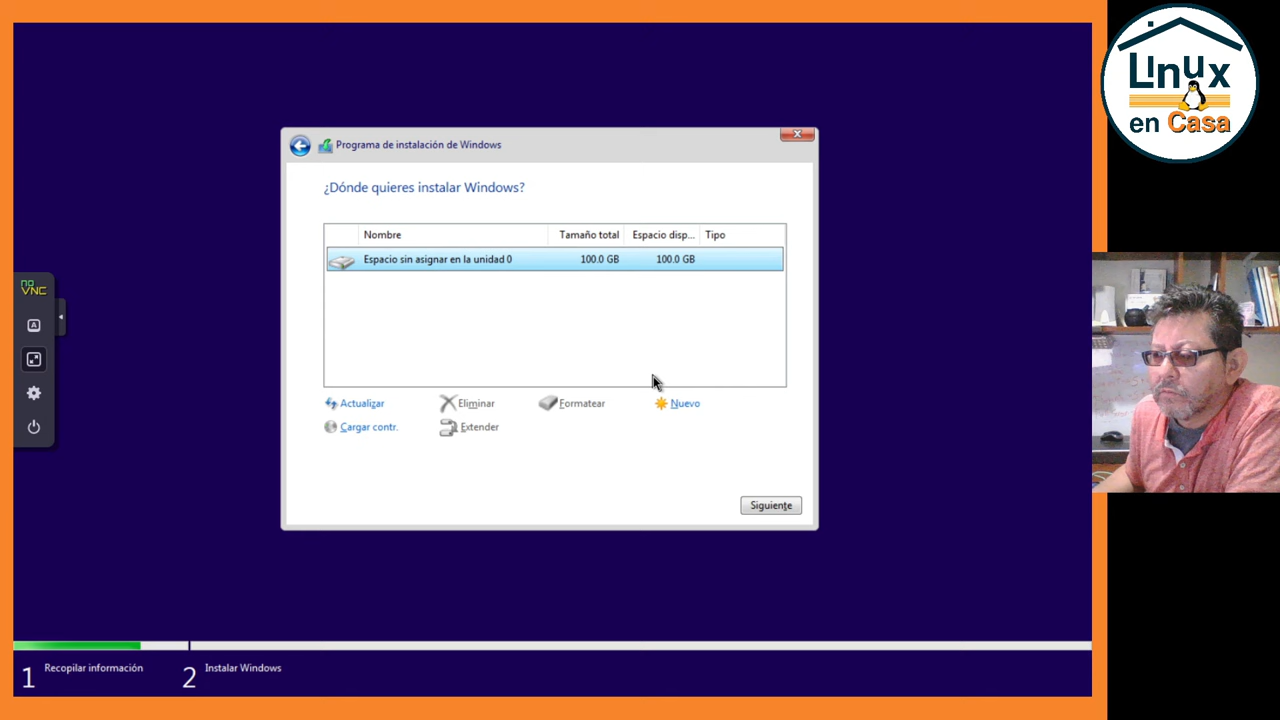 Linux
en Casa
Programa de instalación de Windows
¿Dónde quieres instalar Windows?
Nombre Tamaño total Espacio disp... Tipo
Espacio sin asignar en la unidad 0 100.0 GB 100.0 GB
no
VNC
A
Actualizar Eliminar Formatear Nuevo
Cargar contr. Extender
Siguiente
1 Recopilar información 2 Instalar Windows